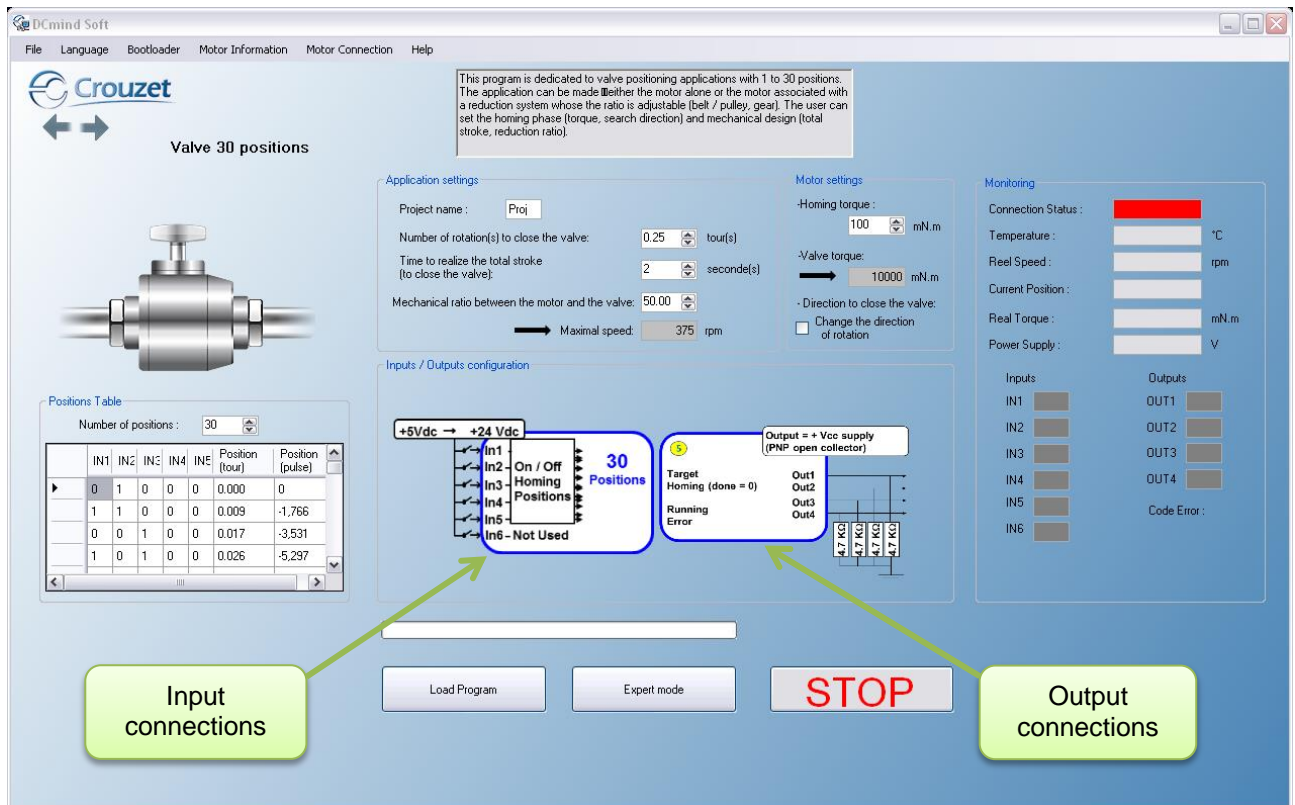 DCmind Soft
File Language Bootloader Motor Information Motor Connection Help
Crouzet
Valve 30 positions
This program is dedicated to valve positioning applications with 1 to 30 positions.
The application can be made either the motor alone or the motor associated with
a reduction system whose the ratio is adjustable (belt / pulley, gear). The user can
set the homing phase (torque, search direction) and mechanical design (total
stroke, reduction ratio).
Application settings
Project name : Proj
Number of rotation(s) to close the valve: 0.25 tour(s)
Time to realize the total stroke
(to close the valve): 2 seconde(s)
Mechanical ratio between the motor and the valve: 50.00
Maximal speed: 375 rpm
Motor settings
-Homing torque :
100 mN.m
-Valve torque:
10000 mN.m
- Direction to close the valve:
Change the direction
of rotation
Monitoring
Connection Status :
Temperature : °C
Reel Speed : rpm
Current Position :
Real Torque : mN.m
Power Supply : V
Inputs Outputs
IN1 OUT1
IN2 OUT2
IN3 OUT3
IN4 OUT4
IN5
Code Error :
IN6
Positions Table
Number of positions : 30
IN1 IN2 IN3 IN4 IN5 Position (tour) Position (pulse)
0 1 0 0 0 0.000 0
1 1 0 0 0 0.009 -1,766
0 0 1 0 0 0.017 -3,531
1 0 1 0 0 0.026 -5,297
Inputs / Outputs configuration
+5Vdc → +24 Vdc
In1
In2 - On / Off
In3 - Homing
In4 - Positions
In5 -
In6 - Not Used
30
Positions
5
Output = + Vcc supply
(PNP open collector)
Target Out1
Homing (done = 0) Out2
Running Out3
Error Out4
4.7 KΩ
4.7 KΩ
4.7 KΩ
4.7 KΩ
Load Program
Expert mode
STOP
Input
connections
Output
connections